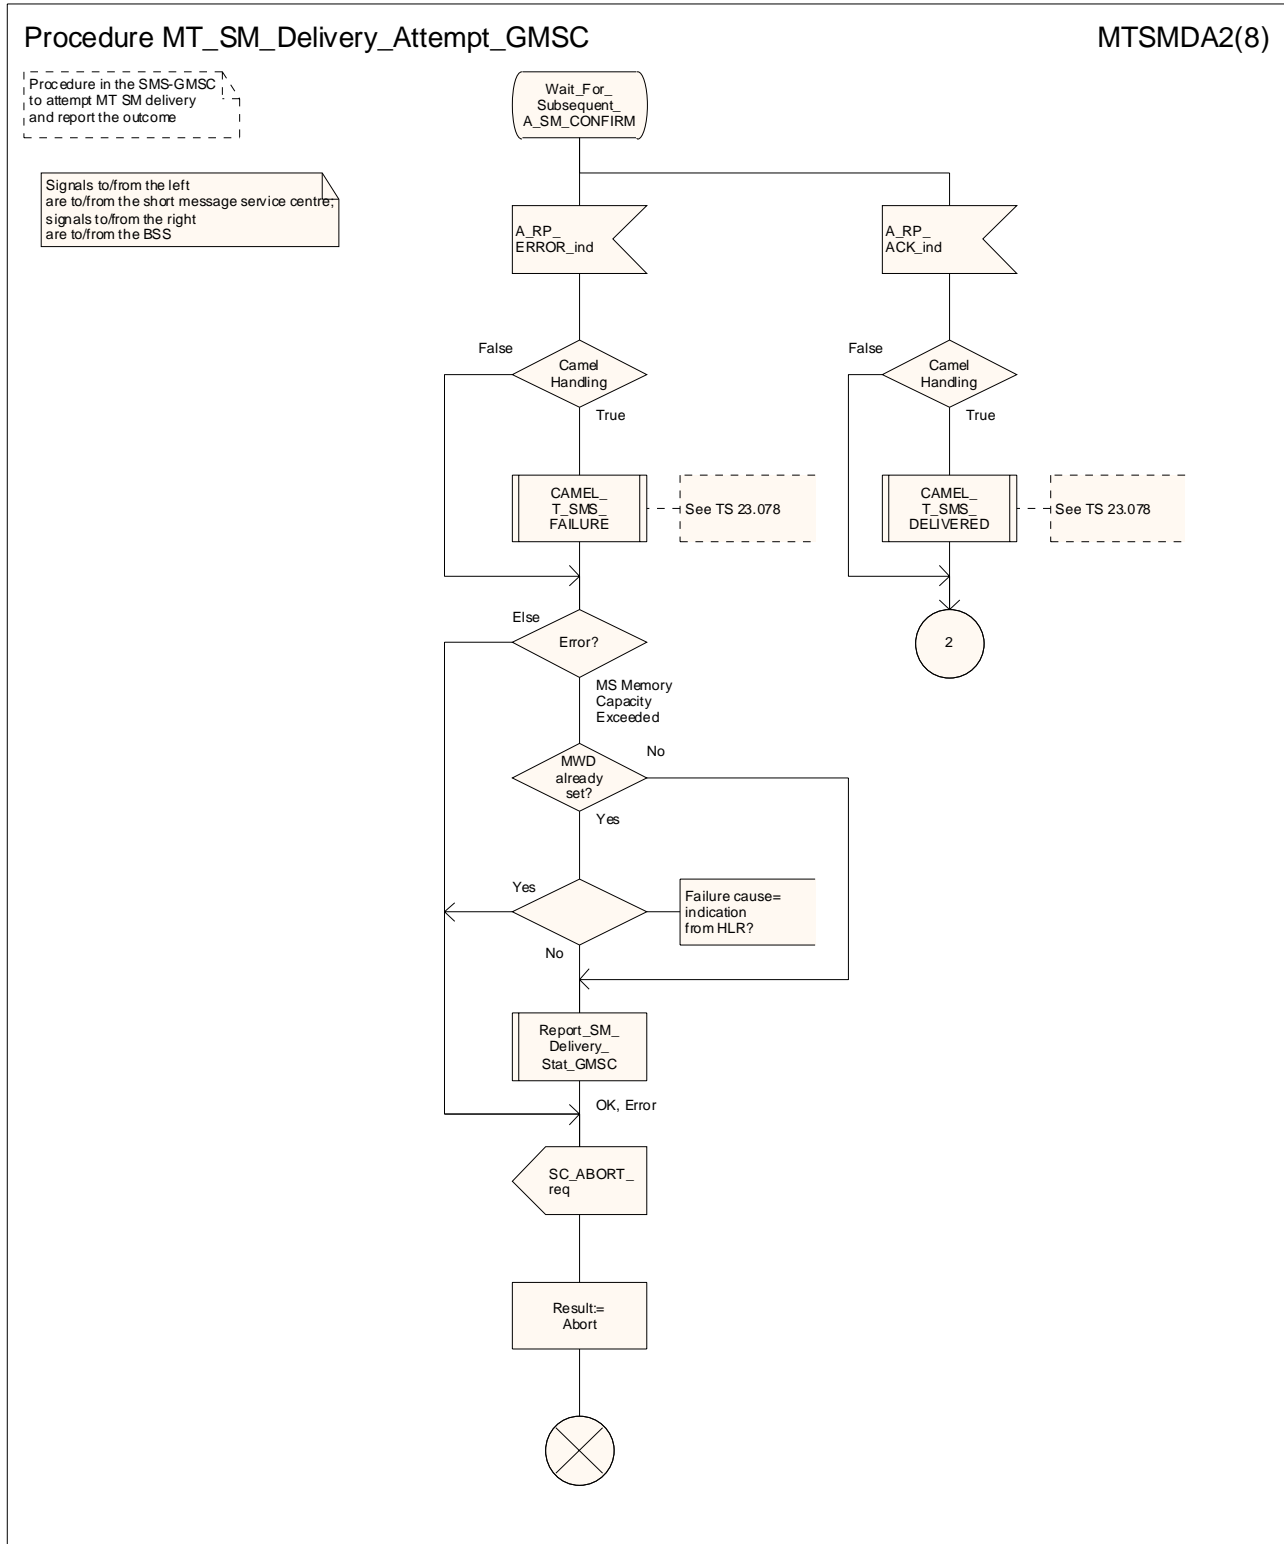 Procedure MT_SM_Delivery_Attempt_GMSC
MTSMDA2(8)
Procedure in the SMS-GMSC
to attempt MT SM delivery
and report the outcome
Signals to/from the left
are to/from the short message service centre;
signals to/from the right
are to/from the BSS
Wait_For_
Subsequent_
A_SM_CONFIRM
A_RP_
ERROR_ind
A_RP_
ACK_ind
False
Camel
Handling
True
False
Camel
Handling
True
CAMEL_
T_SMS_
FAILURE
See TS 23.078
CAMEL_
T_SMS_
DELIVERED
See TS 23.078
Else
Error?
2
MS Memory
Capacity
Exceeded
MWD
already
set?
No
Yes
Yes
Failure cause=
indication
from HLR?
No
Report_SM_
Delivery_
Stat_GMSC
OK, Error
SC_ABORT_
req
Result:=
Abort